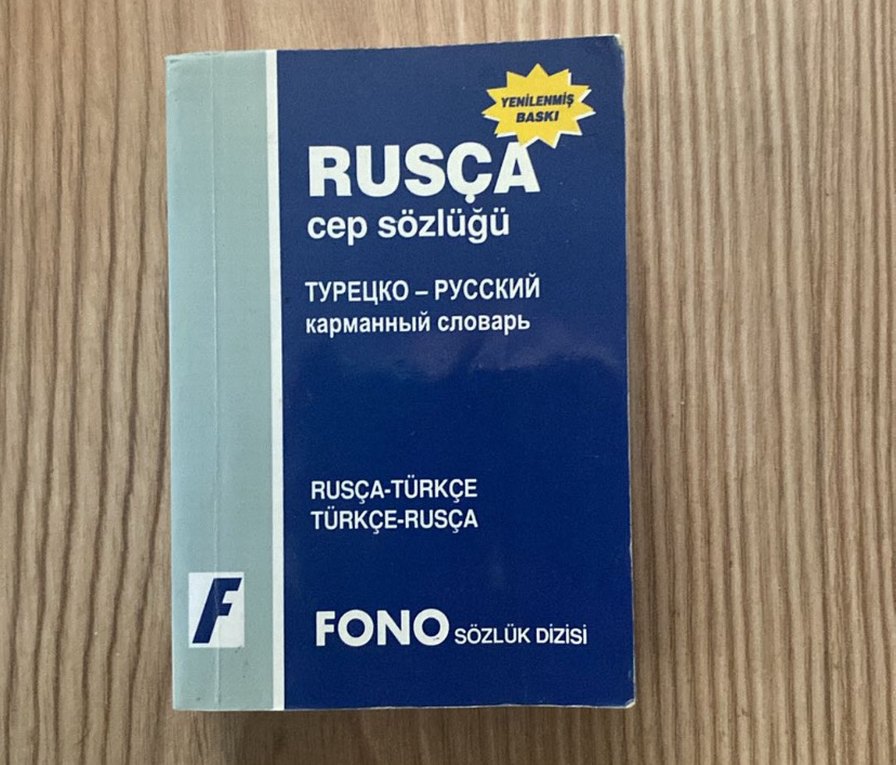 YENİLENMİŞ
BASKI
RUSÇA
cep sözlüğü
ТУРЕЦКО – РУССКИЙ
карманный словарь
RUSÇA-TÜRKÇE
TÜRKÇE-RUSÇA
F
FONO SÖZLÜK DİZİSİ